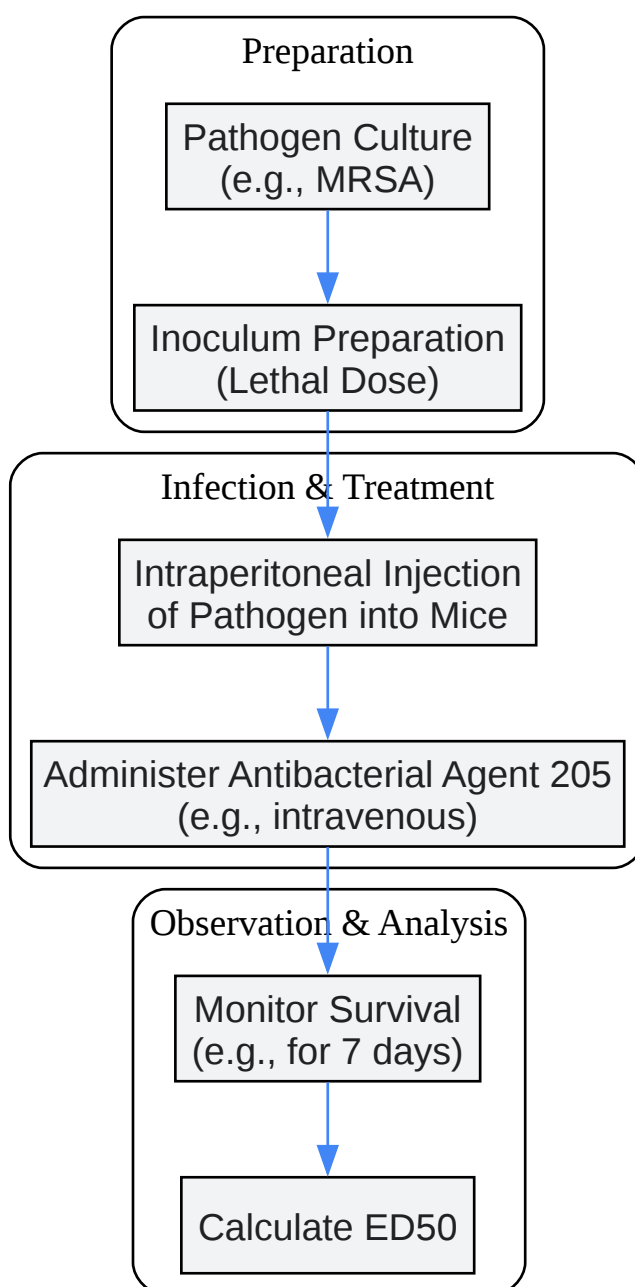 Preparation
Pathogen Culture
(e.g., MRSA)
Inoculum Preparation
(Lethal Dose)
Infection & Treatment
Intraperitoneal Injection
of Pathogen into Mice
Administer Antibacterial Agent 205
(e.g., intravenous)
Observation & Analysis
Monitor Survival
(e.g., for 7 days)
Calculate ED50